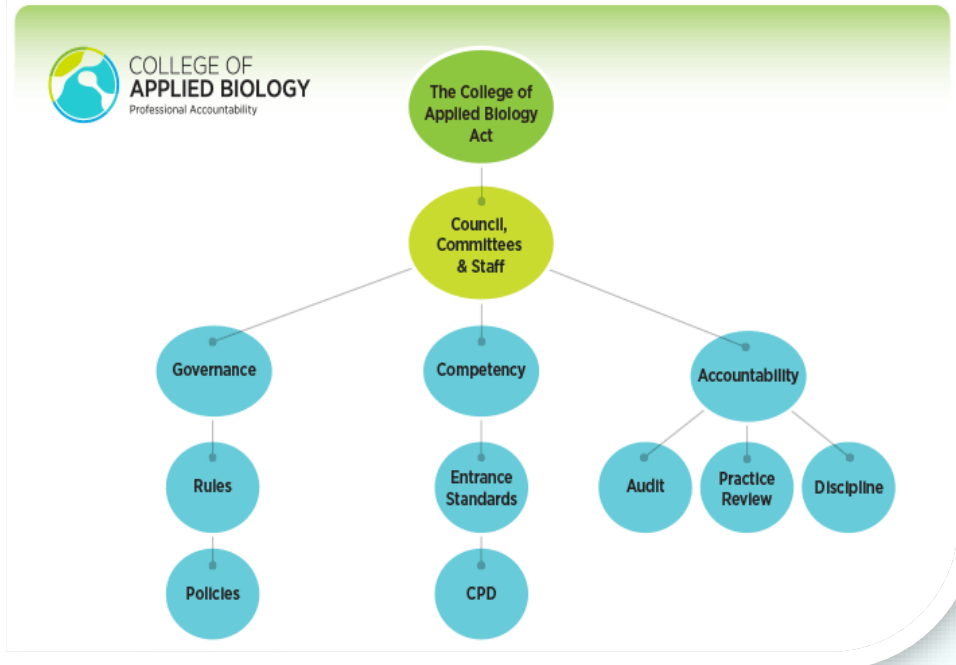 COLLEGE OF
APPLIED BIOLOGY
Professional Accountability
The College of
Applied Biology
Act
Council,
Committees
& Staff
Governance
Competency
Accountability
Rules
Entrance
Standards
Audit
Practice
Review
Discipline
Policies
CPD